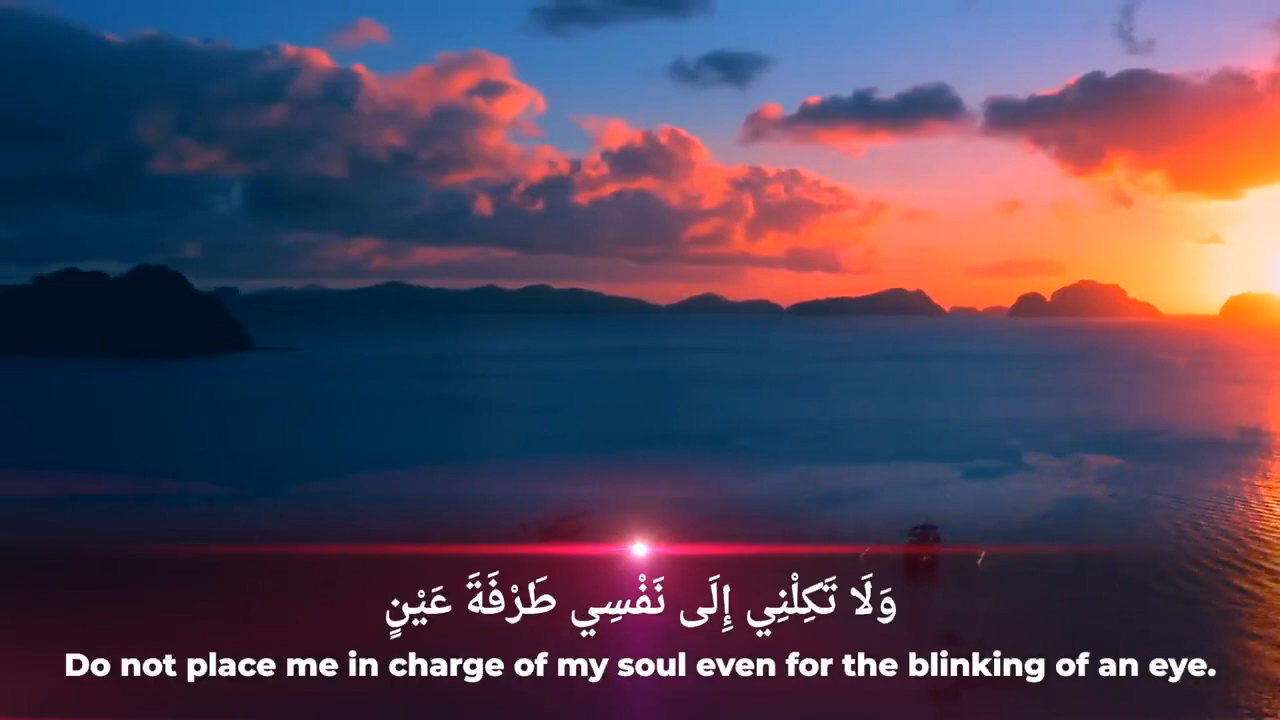 وَلَا تَكِلْنِي إِلَى نَفْسِي طَرْفَةَ عَيْنٍ
Do not place me in charge of my soul even for the blinking of an eye.